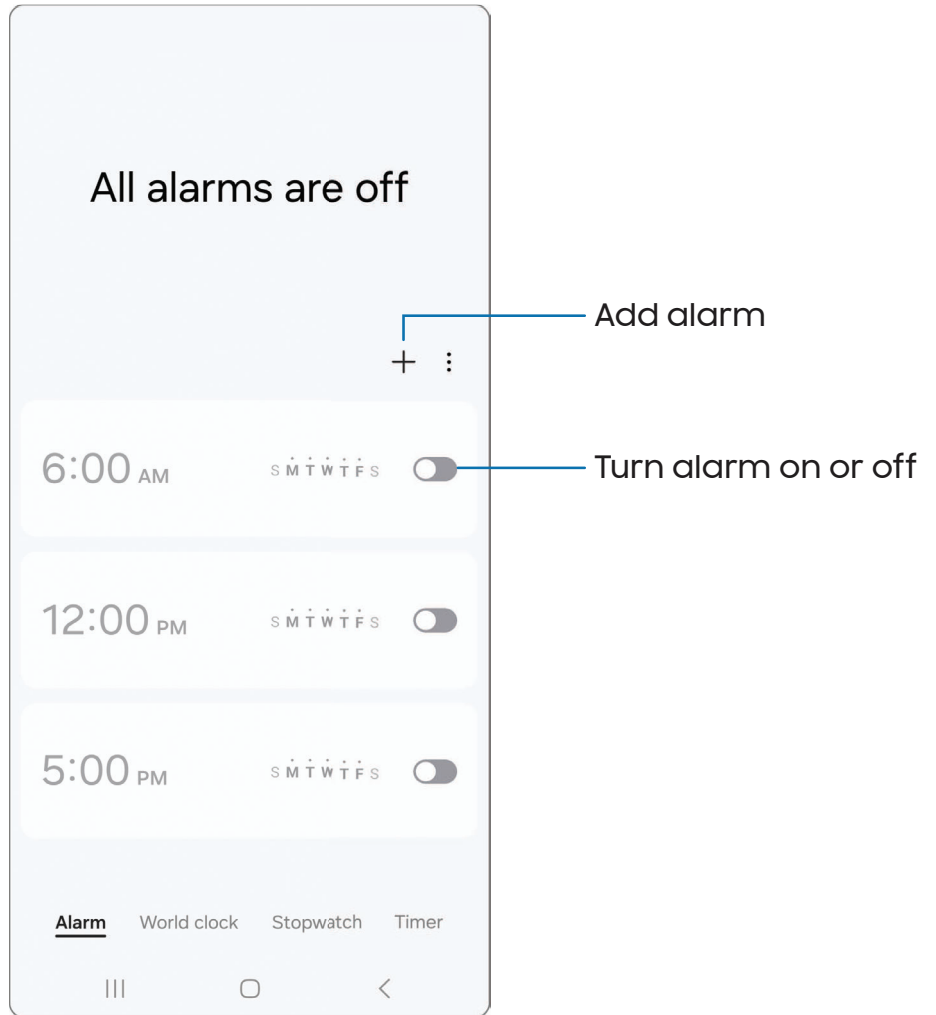 All alarms are off
Add alarm
6:00 AM S M T W T F S
Turn alarm on or off
12:00 PM S M T W T F S
5:00 PM S M T W T F S
Alarm World clock Stopwatch Timer